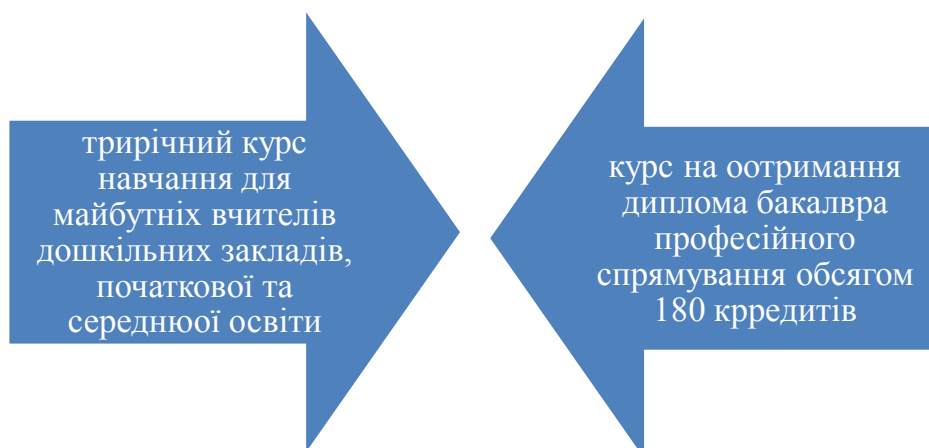 трирічний курс
навчання для
майбутніх вчителів
дошкільних закладів,
початкової та
середнюої освіти
курс на оотримання
диплома бакалвра
професійного
спрямування обсягом
180 крредитів